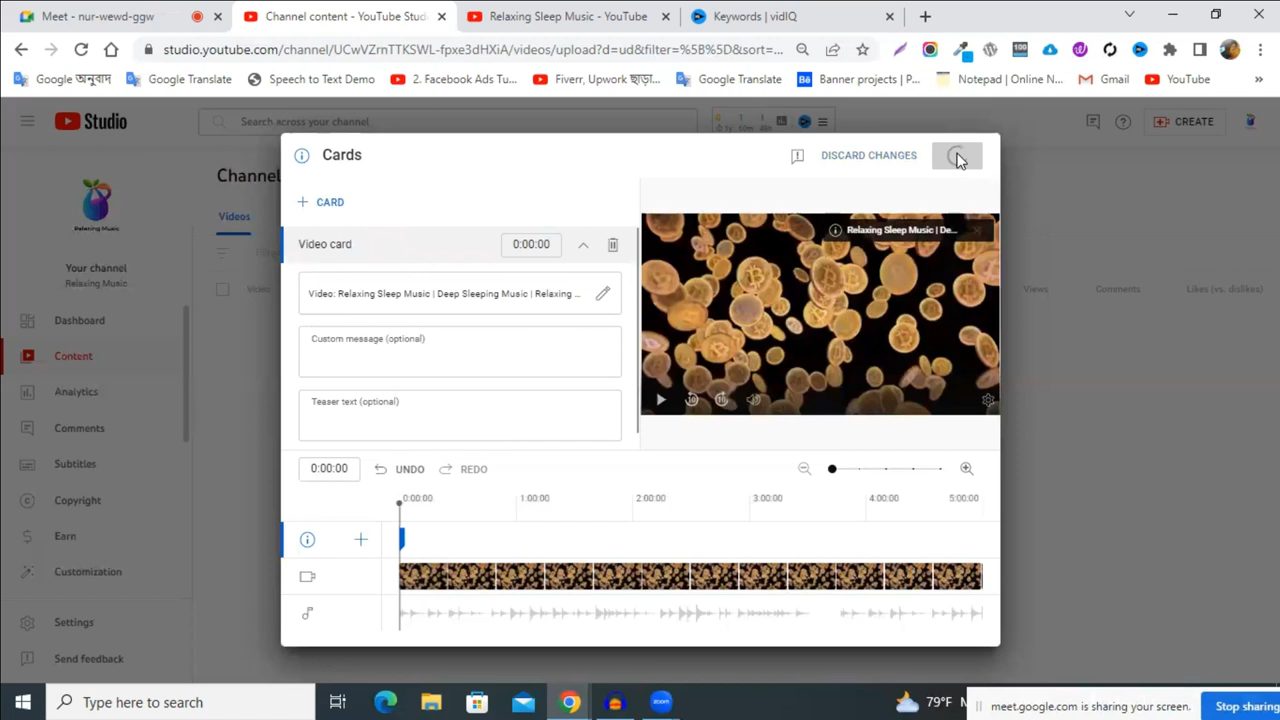 Meet - nur-wewd-ggw
Channel content - YouTube Studio
Relaxing Sleep Music - YouTube
Keywords | vidIQ
studio.youtube.com/channel/UCwVZrnTTKSWL-fpxe3dHXiA/videos/upload?d=ud&filter=%5B%5D&sort=...
Google অনুবাদ
Google Translate
Speech to Text Demo
2. Facebook Ads Tu...
Fiverr, Upwork ছাড়া...
Google Translate
Banner projects | P...
Notepad | Online N...
Gmail
YouTube
Studio
Search across your channel
CREATE
Cards
DISCARD CHANGES
Channel
Relaxing Music
Videos
CARD
Relaxing Sleep Music | De...
Video card
0:00:00
Your channel
Relaxing Music...
Video
Views
Comments
Likes (vs. dislikes)
Video: Relaxing Sleep Music | Deep Sleeping Music | Relaxing ...
Dashboard
Custom message (optional)
Content
Analytics
Teaser text (optional)
Comments
Subtitles
0:00:00
UNDO
REDO
Copyright
0:00:00
1:00:00
2:00:00
3:00:00
4:00:00
5:00:00
Earn
Customization
Settings
Send feedback
Type here to search
zoom
79°F
meet.google.com is sharing your screen.
Stop sharing